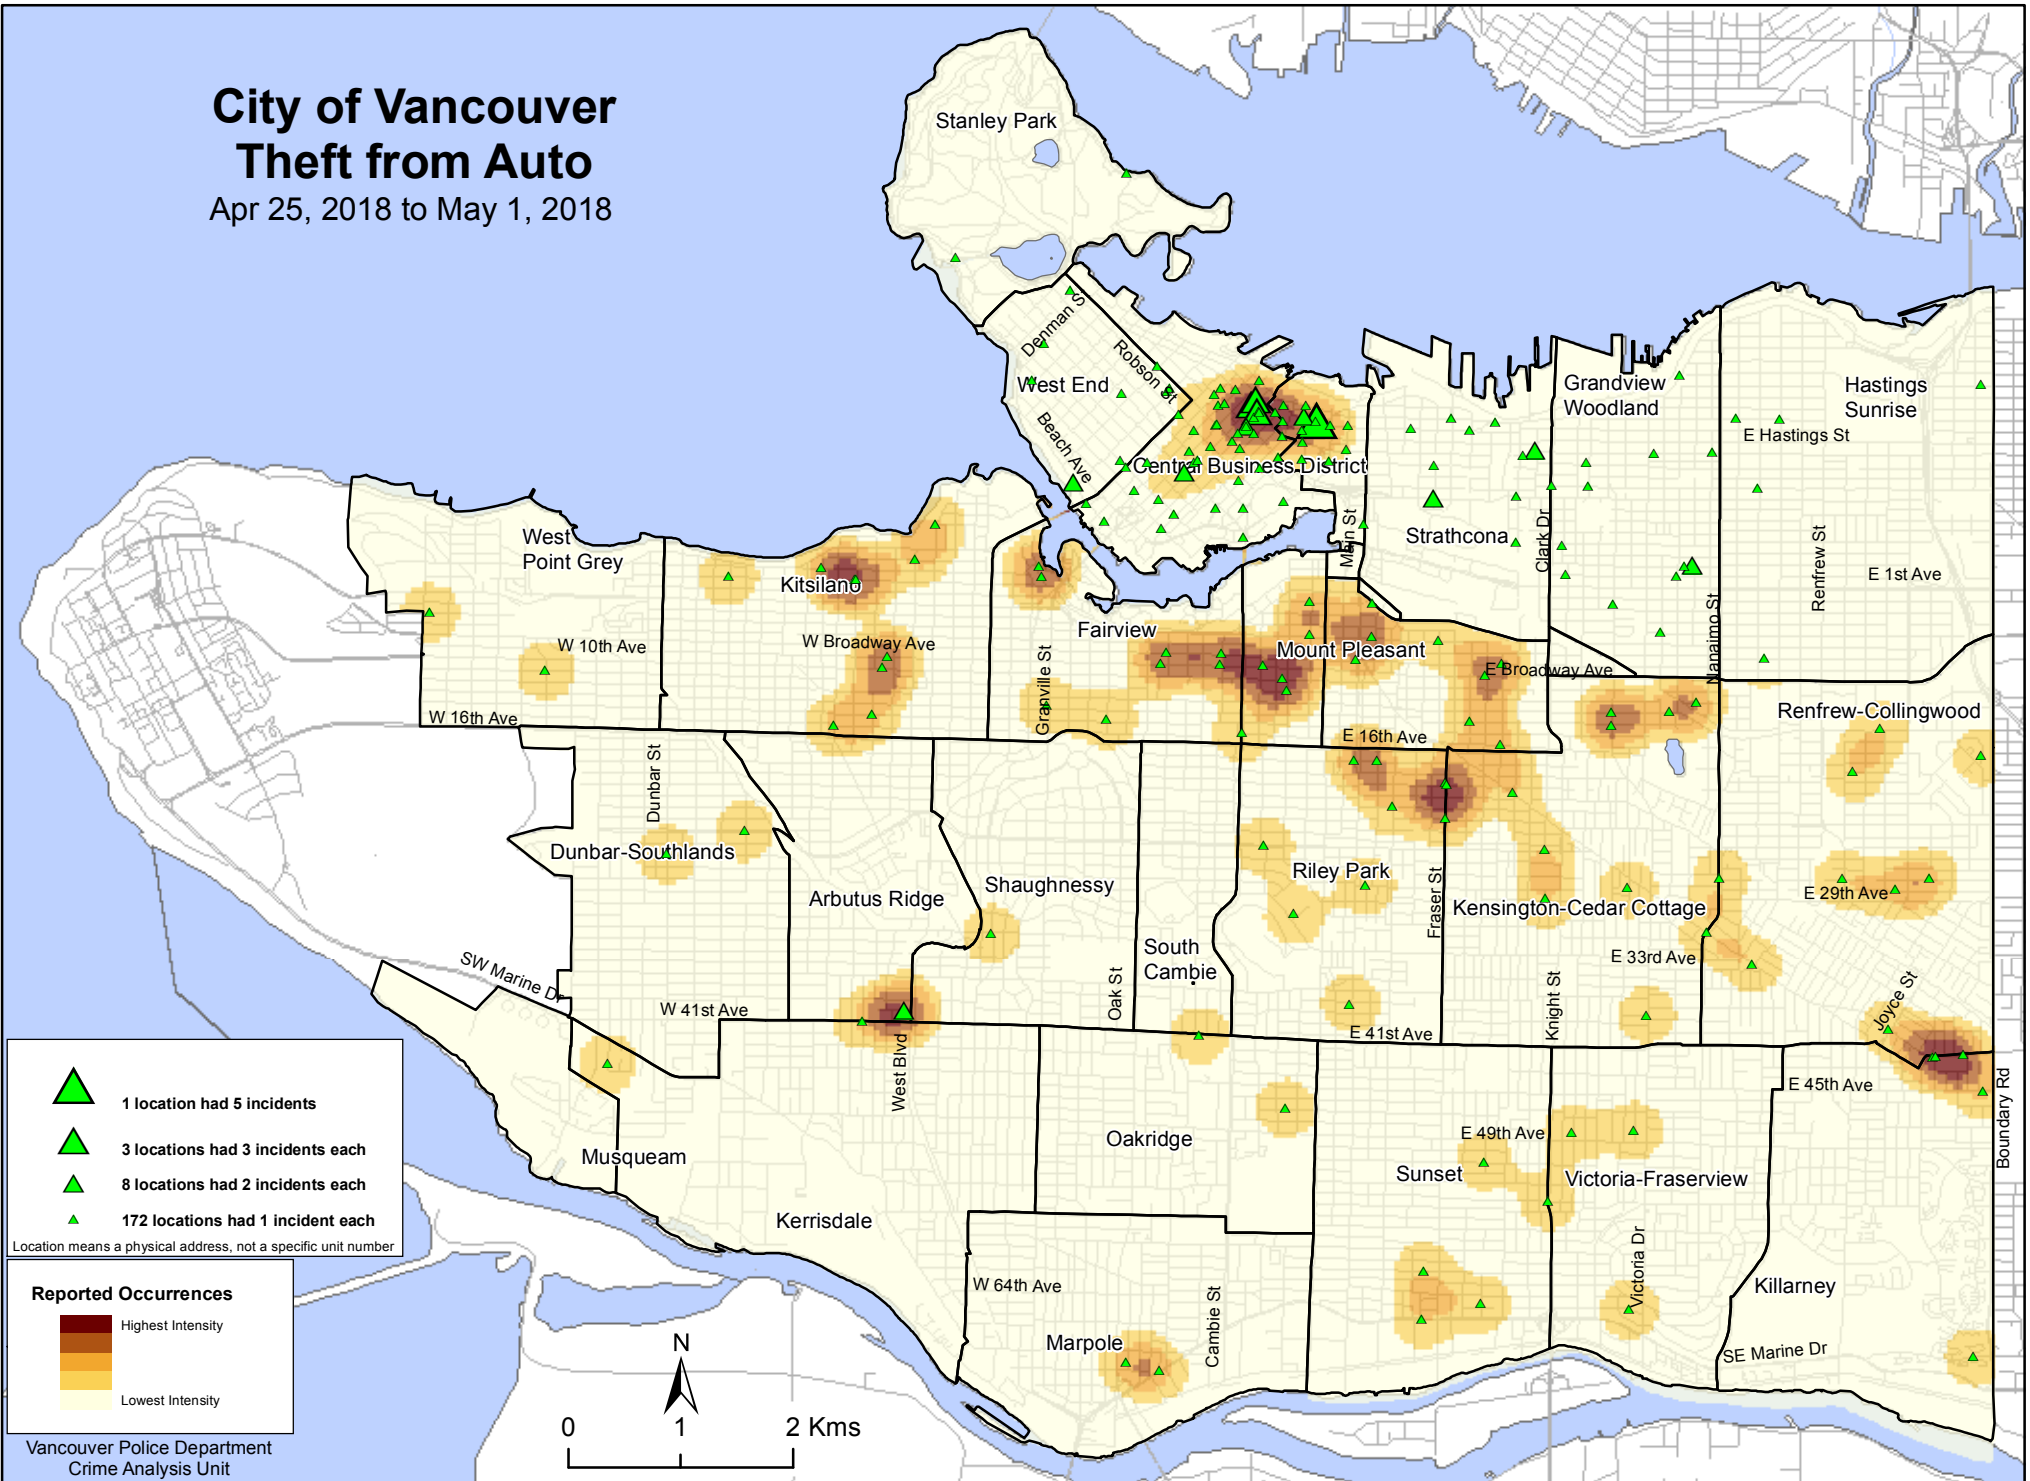 City of Vancouver
Theft from Auto
Apr 25, 2018 to May 1, 2018
Stanley Park
Denman S
Robson St
West End
Beach Ave
Central Business District
Main St
Grandview
Woodland
Hastings
Sunrise
E Hastings St
Strathcona
Clark Dr
Renfrew St
E 1st Ave
Nanaimo St
West
Point Grey
Kitsilano
W 10th Ave
W Broadway Ave
Fairview
Granville St
Mount Pleasant
E Broadway Ave
W 16th Ave
E 16th Ave
Renfrew-Collingwood
Dunbar St
Dunbar-Southlands
Arbutus Ridge
Shaughnessy
Riley Park
Fraser St
Kensington-Cedar Cottage
E 29th Ave
South
Cambie
Oak St
E 33rd Ave
SW Marine Dr
W 41st Ave
E 41st Ave
Knight St
Joyce St
West Blvd
E 45th Ave
Boundary Rd
Musqueam
Oakridge
E 49th Ave
Sunset
Victoria-Fraserview
Kerrisdale
W 64th Ave
Cambie St
Victoria Dr
Killarney
Marpole
SE Marine Dr
1 location had 5 incidents
3 locations had 3 incidents each
8 locations had 2 incidents each
172 locations had 1 incident each
Location means a physical address, not a specific unit number
Reported Occurrences
Highest Intensity
Lowest Intensity
N
0 1 2 Kms
Vancouver Police Department
Crime Analysis Unit